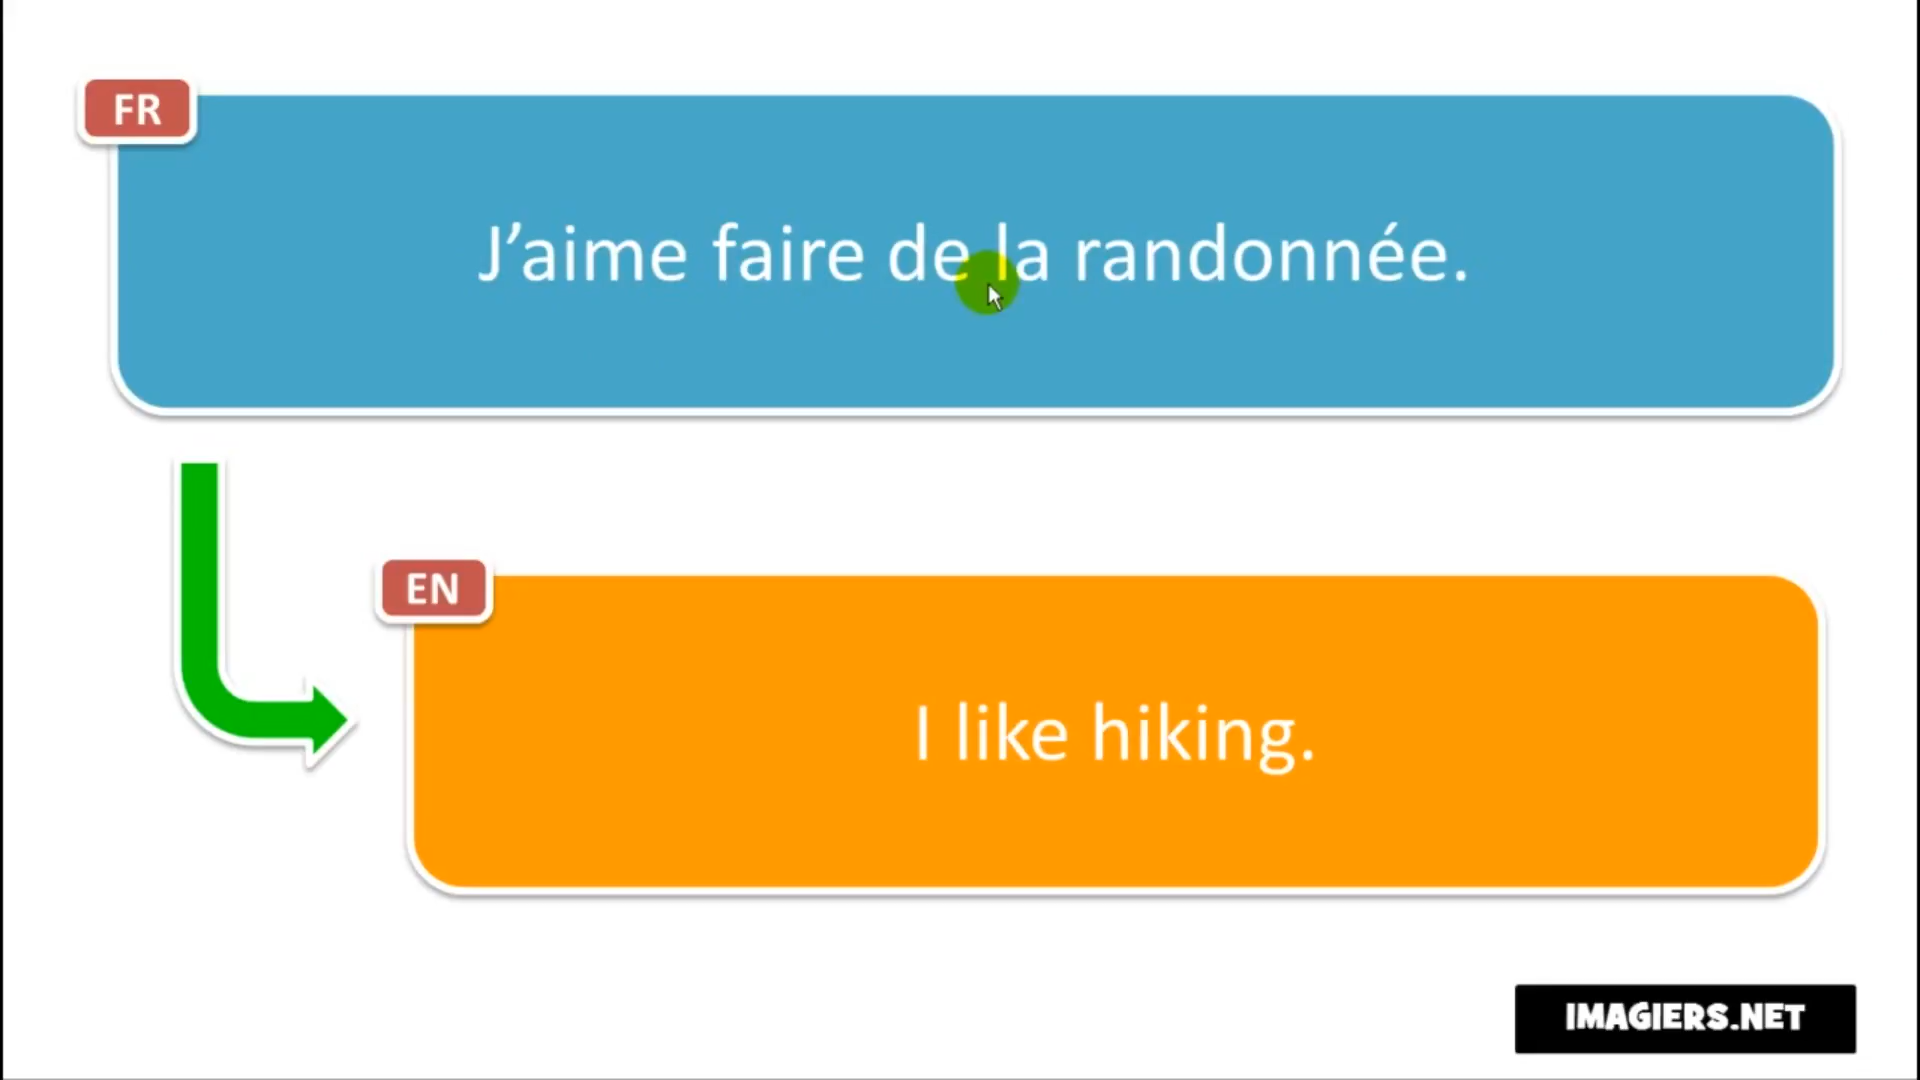 FR
J’aime faire de la randonnée.
EN
I like hiking.
IMAGIERS.NET